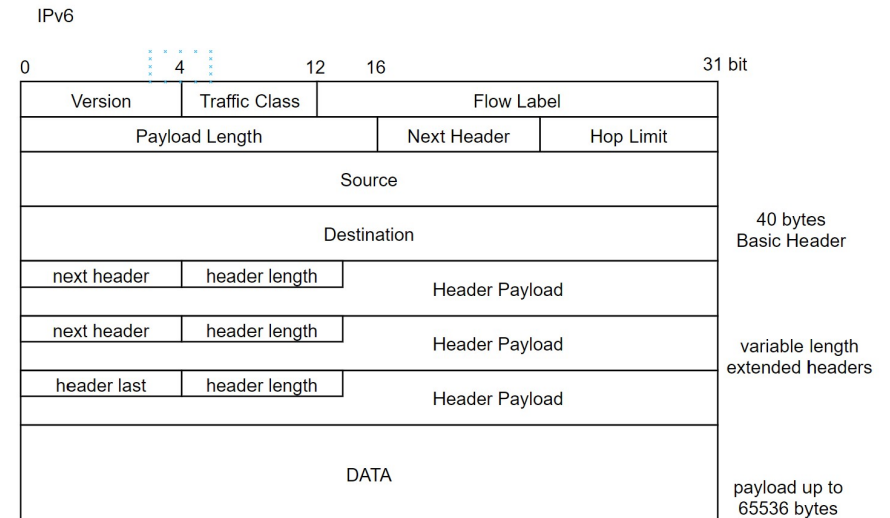 IPv6
0 4 12 16 31 bit
Version Traffic Class Flow Label
Payload Length Next Header Hop Limit
Source
Destination
40 bytes
Basic Header
next header header length
Header Payload
next header header length
Header Payload
variable length
extended headers
header last header length
Header Payload
DATA
payload up to
65536 bytes